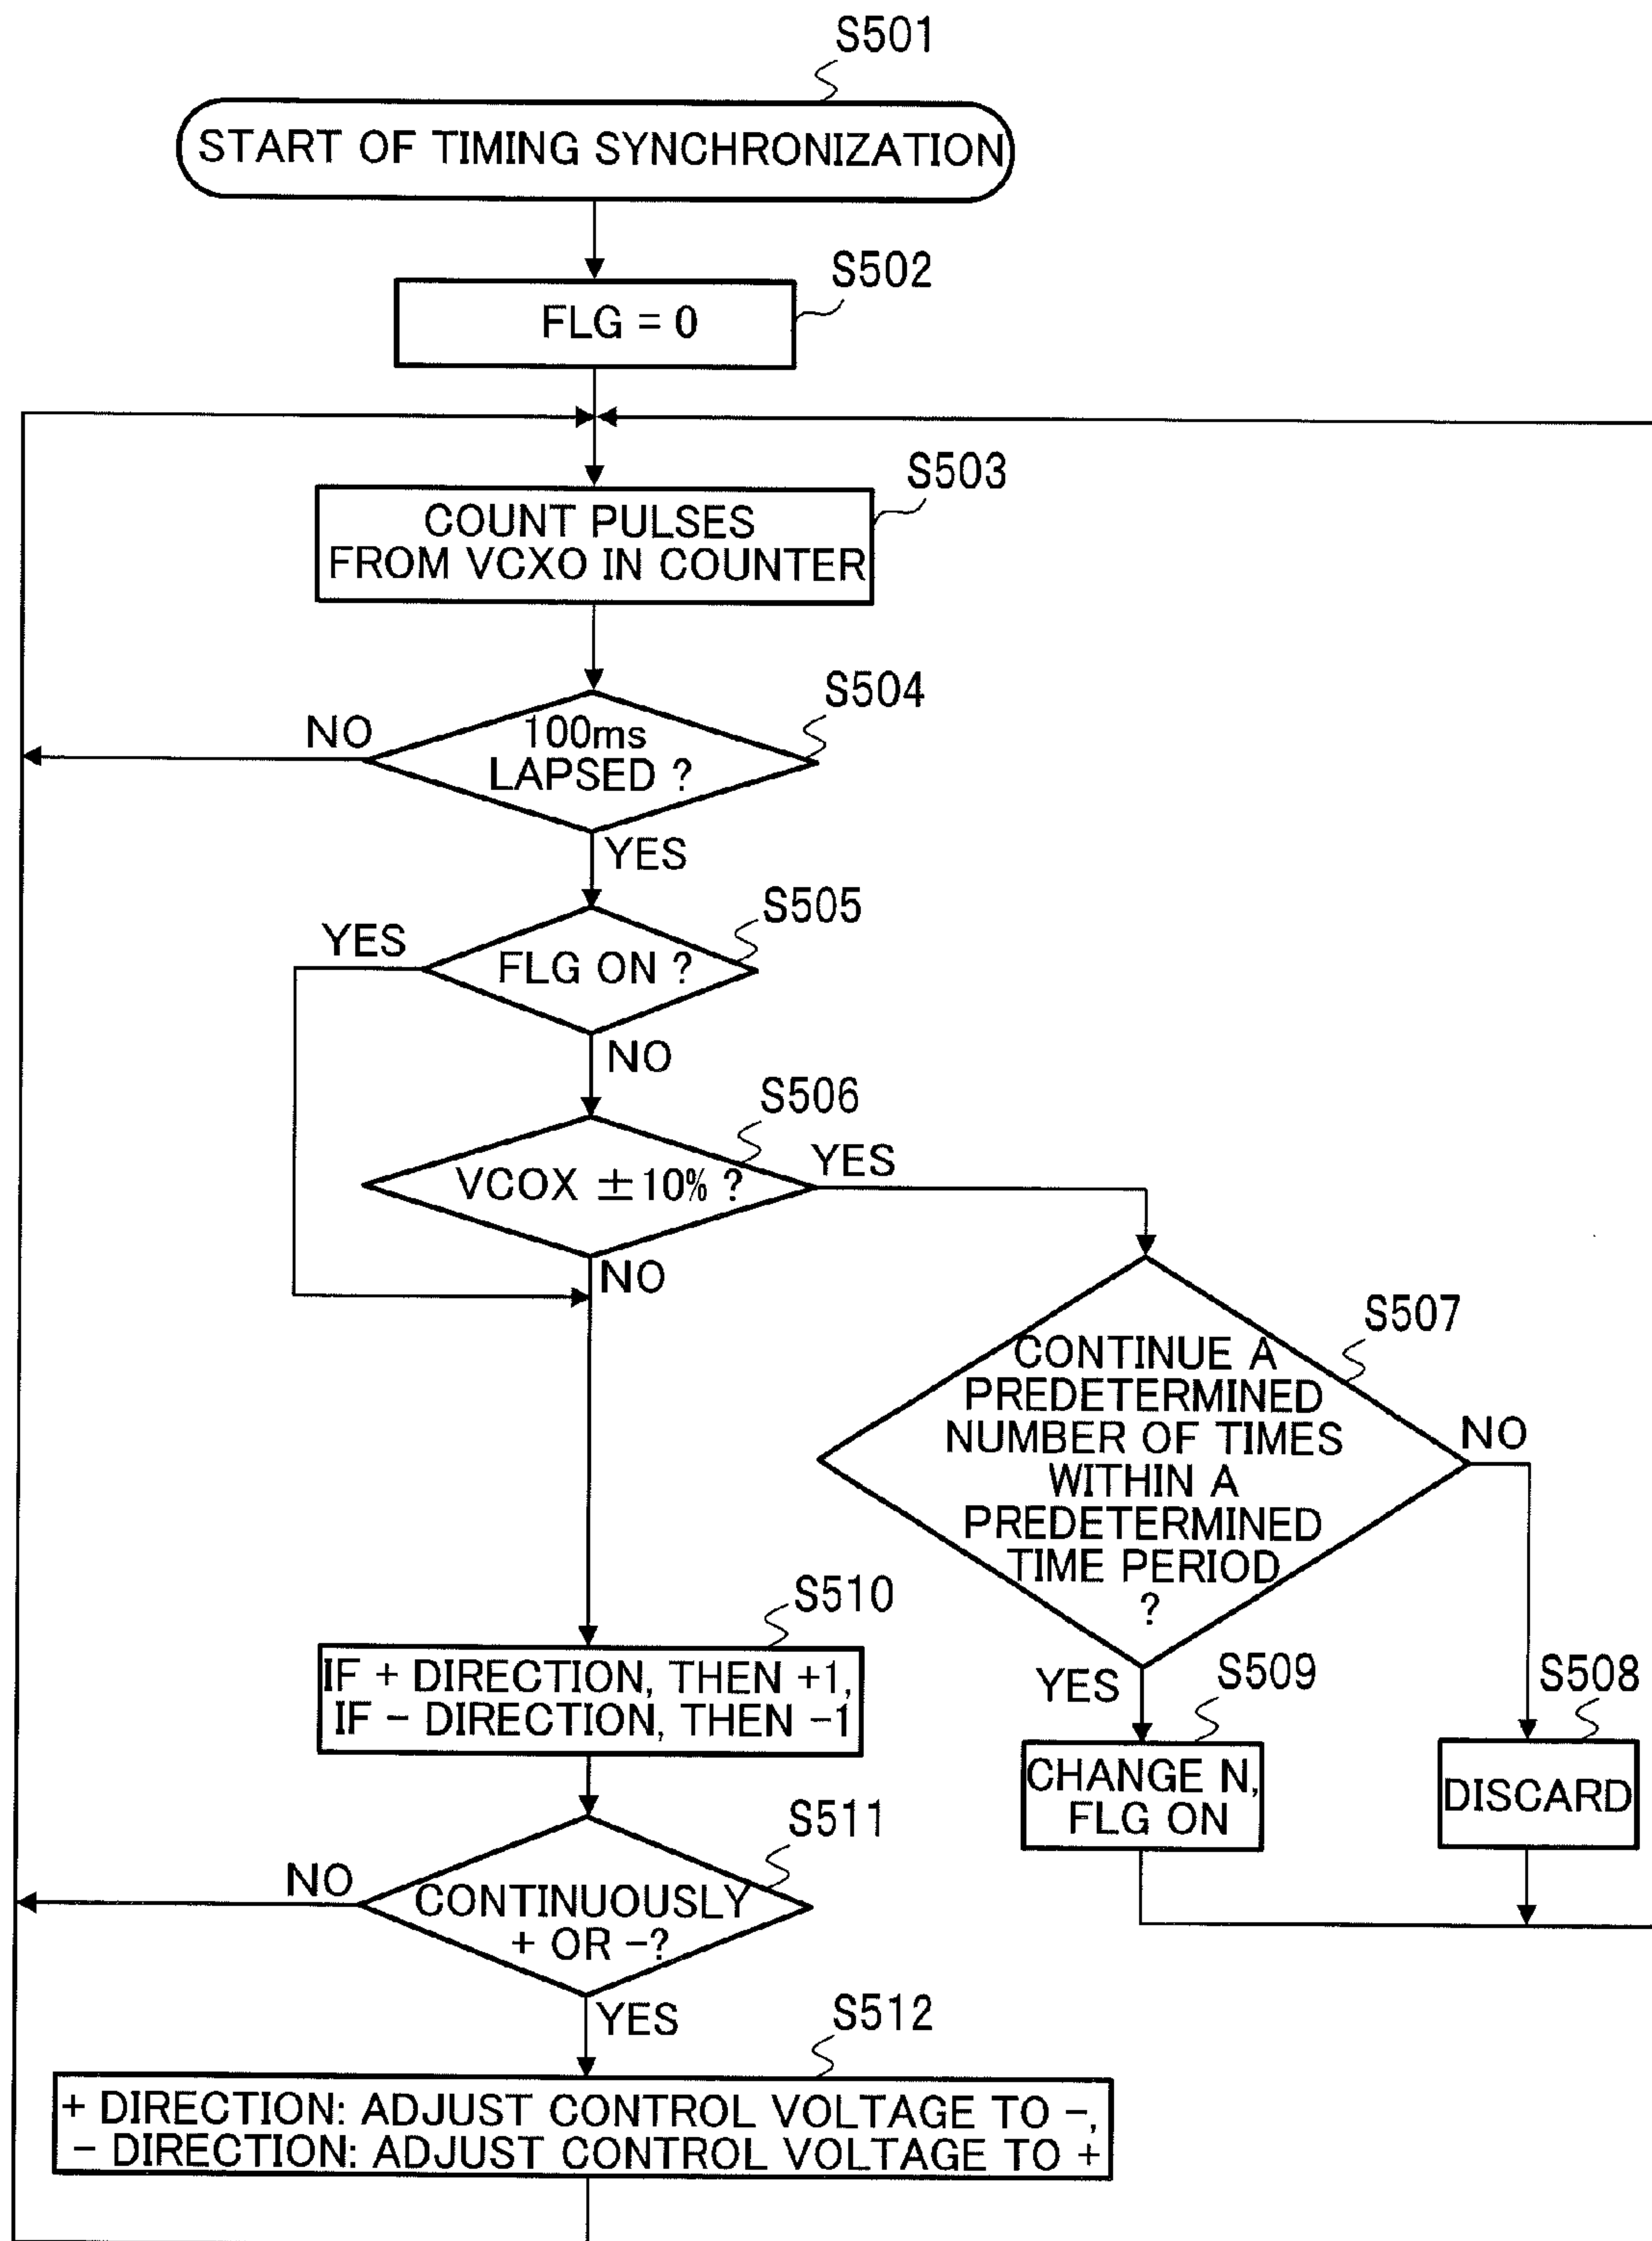 S501
START OF TIMING SYNCHRONIZATION
S502
FLG = 0
S503
COUNT PULSES
FROM VCXO IN COUNTER
S504
NO
100ms
LAPSED ?
YES
S505
YES
FLG ON ?
NO
S506
VCOX ±10% ?
YES
NO
S507
CONTINUE A
PREDETERMINED
NUMBER OF TIMES
WITHIN A
PREDETERMINED
TIME PERIOD
?
NO
YES
S510
IF + DIRECTION, THEN +1,
IF - DIRECTION, THEN -1
S509
CHANGE N,
FLG ON
S508
DISCARD
S511
NO
CONTINUOUSLY
+ OR -?
YES
S512
+ DIRECTION: ADJUST CONTROL VOLTAGE TO -,
- DIRECTION: ADJUST CONTROL VOLTAGE TO +